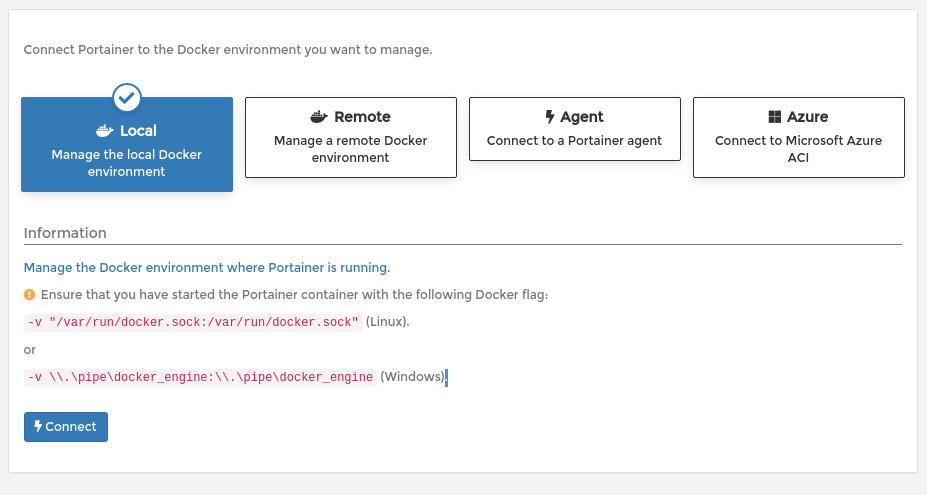 Connect Portainer to the Docker environment you want to manage.
Local
Manage the local Docker
environment
Remote
Manage a remote Docker
environment
Agent
Connect to a Portainer agent
Azure
Connect to Microsoft Azure
ACI
Information
Manage the Docker environment where Portainer is running.
Ensure that you have started the Portainer container with the following Docker flag:
-v "/var/run/docker.sock:/var/run/docker.sock" (Linux).
or
-v \\.\pipe\docker_engine:\\.\pipe\docker_engine (Windows).
Connect